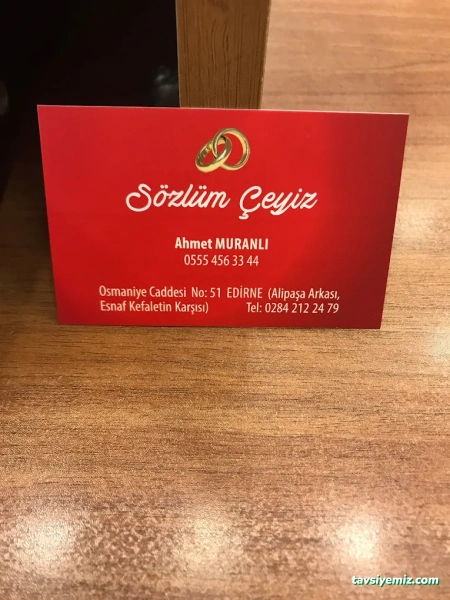 Sözlüm Çeyiz
Ahmet MURANLI
0555 456 33 44
Osmaniye Caddesi No: 51 EDİRNE (Alipaşa Arkası,
Esnaf Kefaletin Karşısı) Tel: 0284 212 24 79
tavsiyemiz.com